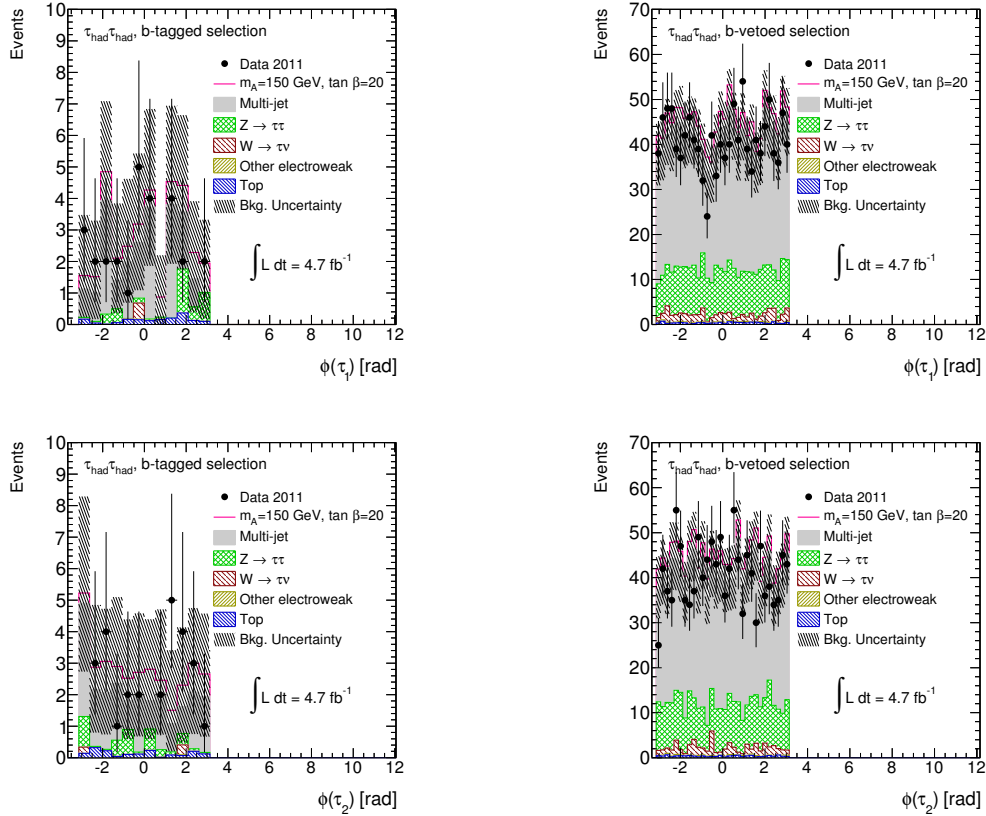 Events
10
9
8
7
6
5
4
3
2
1
0
τhadτhad, b-tagged selection
Data 2011
mA=150 GeV, tan β=20
Multi-jet
Z → ττ
W → τν
Other electroweak
Top
Bkg. Uncertainty
∫ L dt = 4.7 fb-1
-2 0 2 4 6 8 10 12
φ(τ1) [rad]
Events
70
60
50
40
30
20
10
0
τhadτhad, b-vetoed selection
Data 2011
mA=150 GeV, tan β=20
Multi-jet
Z → ττ
W → τν
Other electroweak
Top
Bkg. Uncertainty
∫ L dt = 4.7 fb-1
-2 0 2 4 6 8 10 12
φ(τ1) [rad]
Events
10
9
8
7
6
5
4
3
2
1
0
τhadτhad, b-tagged selection
Data 2011
mA=150 GeV, tan β=20
Multi-jet
Z → ττ
W → τν
Other electroweak
Top
Bkg. Uncertainty
∫ L dt = 4.7 fb-1
-2 0 2 4 6 8 10 12
φ(τ2) [rad]
Events
70
60
50
40
30
20
10
0
τhadτhad, b-vetoed selection
Data 2011
mA=150 GeV, tan β=20
Multi-jet
Z → ττ
W → τν
Other electroweak
Top
Bkg. Uncertainty
∫ L dt = 4.7 fb-1
-2 0 2 4 6 8 10 12
φ(τ2) [rad]